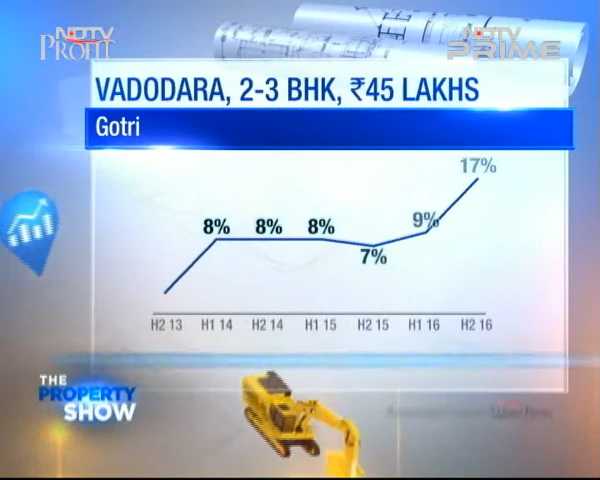 NDTV
PROFIT
NDTV
PRIME
VADODARA, 2-3 BHK, ₹45 LAKHS
Gotri
17%
8% 8% 8% 9%
7%
H2 13 H1 14 H2 14 H1 15 H2 15 H1 16 H2 16
THE
PROPERTY
SHOW